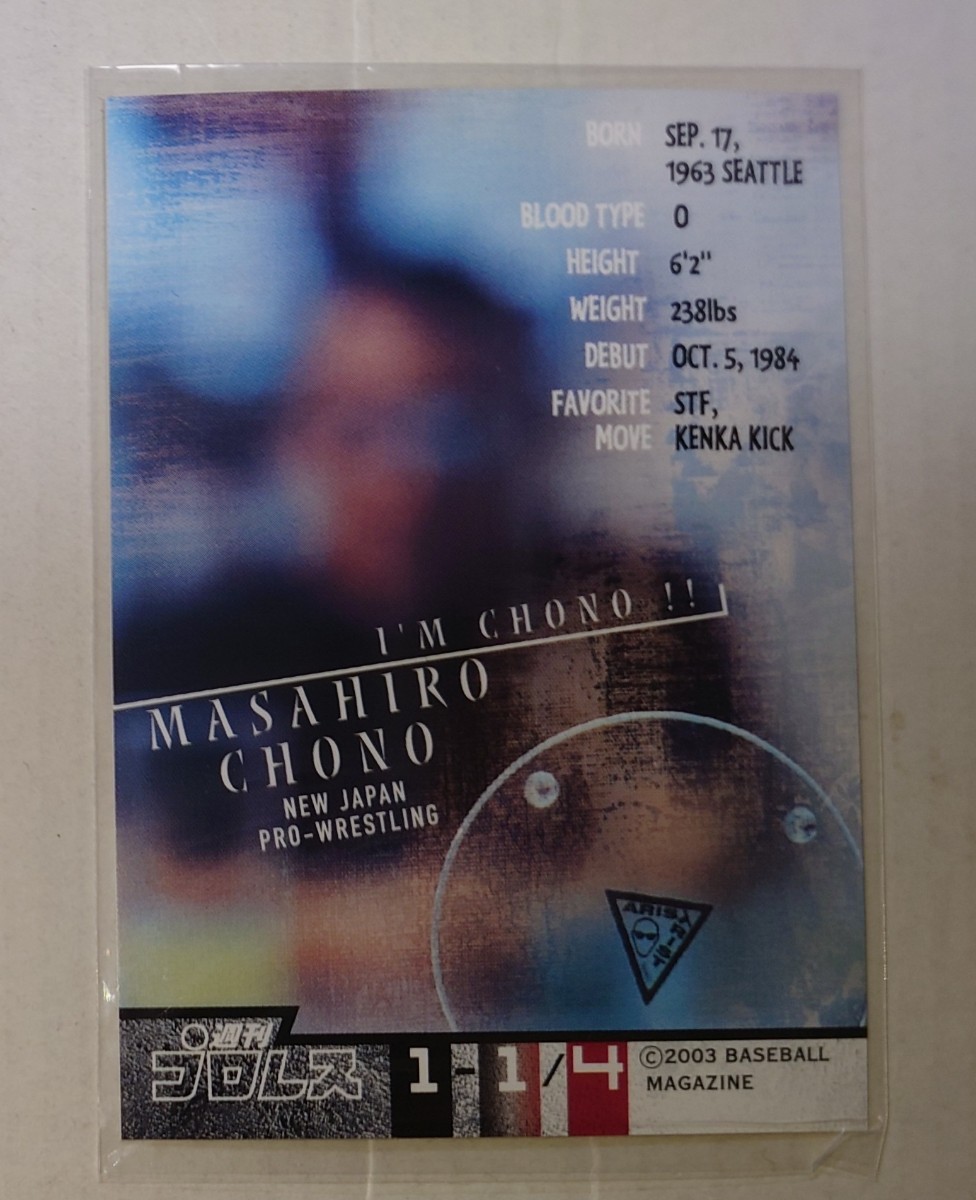 BORN SEP. 17,
1963 SEATTLE
BLOOD TYPE O
HEIGHT 6'2"
WEIGHT 238lbs
DEBUT OCT. 5, 1984
FAVORITE STF,
MOVE KENKA KICK
I'M CHONO !!
MASAHIRO
CHONO
NEW JAPAN
PRO-WRESTLING
ARIST
TRIST
週刊
プロレス
1-1/4
©2003 BASEBALL
MAGAZINE